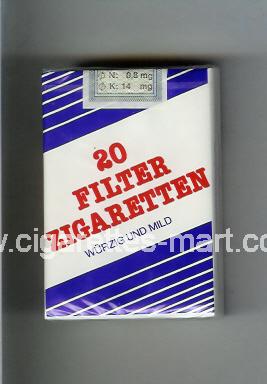 N: 0,8 mg
K: 14 mg
20
FILTER
ZIGARETTEN
WÜRZIG UND MILD
www.cigarettes-mart.com